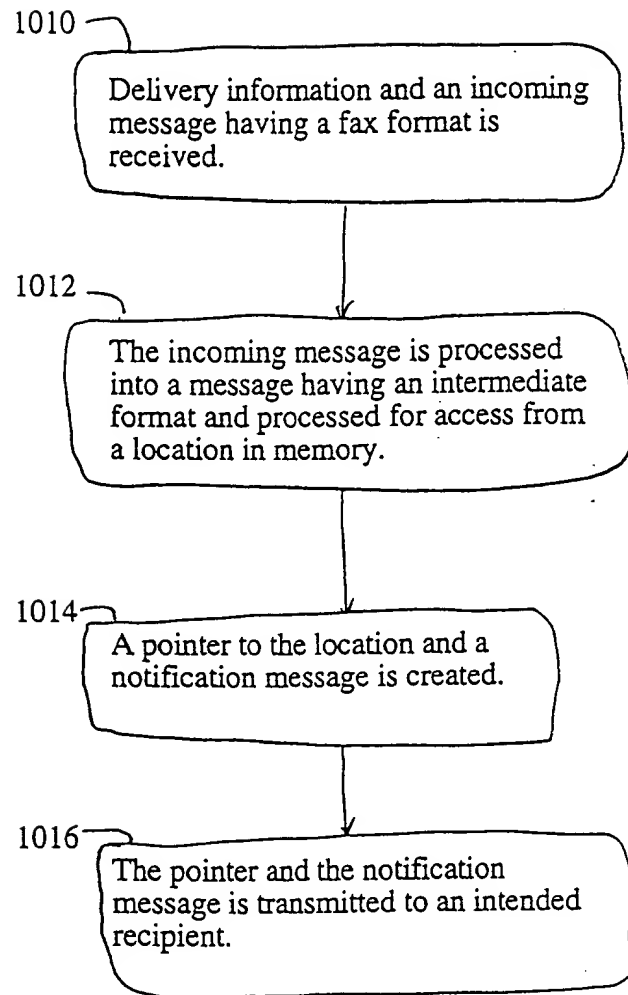 1010
Delivery information and an incoming
message having a fax format is
received.
1012
The incoming message is processed
into a message having an intermediate
format and processed for access from
a location in memory.
1014
A pointer to the location and a
notification message is created.
1016
The pointer and the notification
message is transmitted to an intended
recipient.